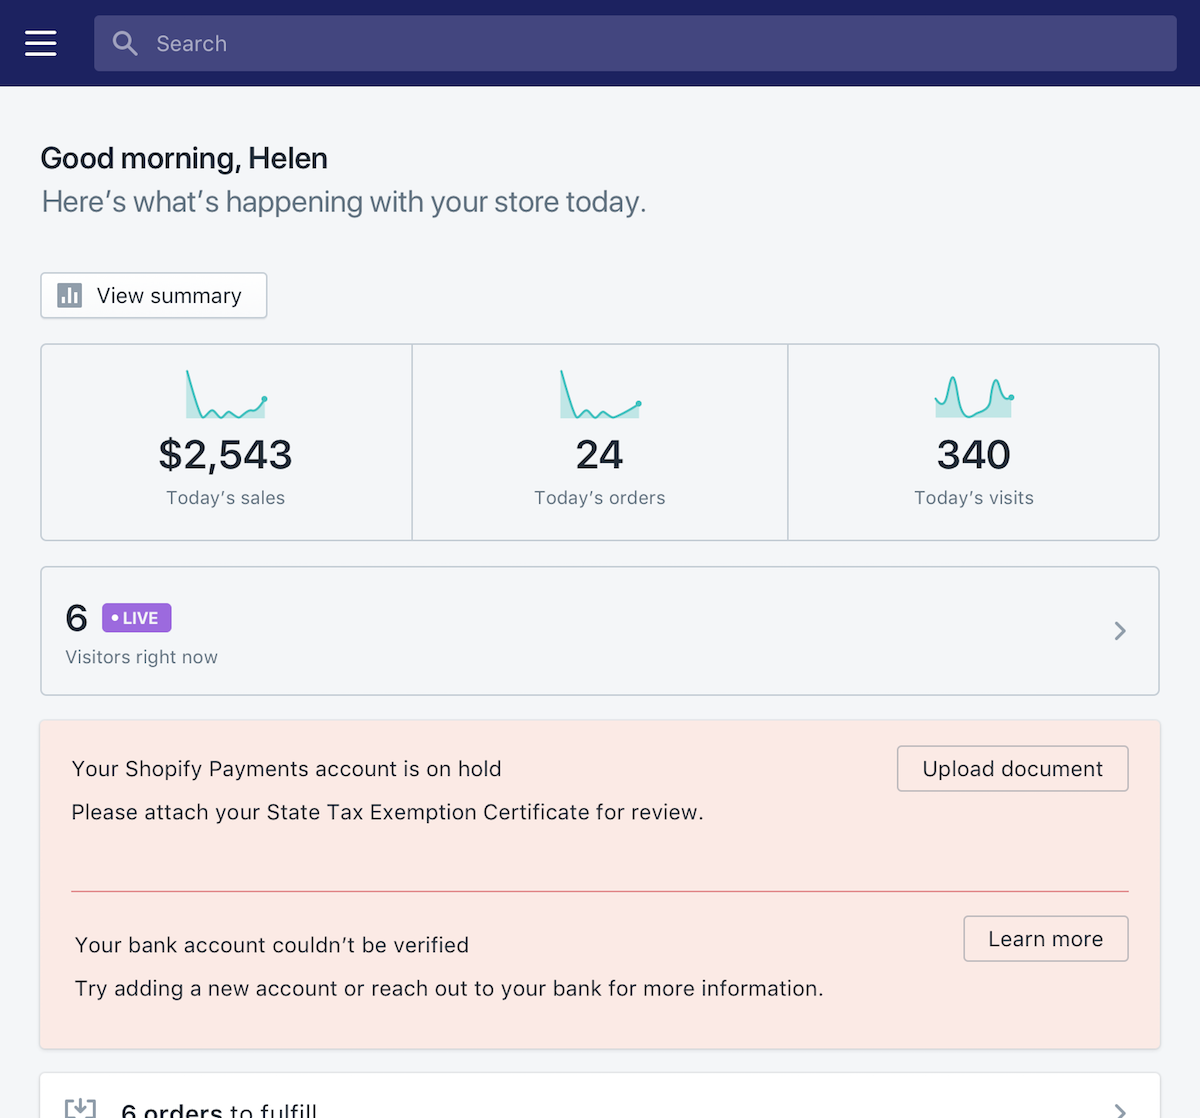 Search
Good morning, Helen
Here’s what’s happening with your store today.
View summary
$2,543
Today’s sales
24
Today’s orders
340
Today’s visits
6 • LIVE
Visitors right now
Your Shopify Payments account is on hold
Upload document
Please attach your State Tax Exemption Certificate for review.
Your bank account couldn’t be verified
Learn more
Try adding a new account or reach out to your bank for more information.
6 orders to fulfill